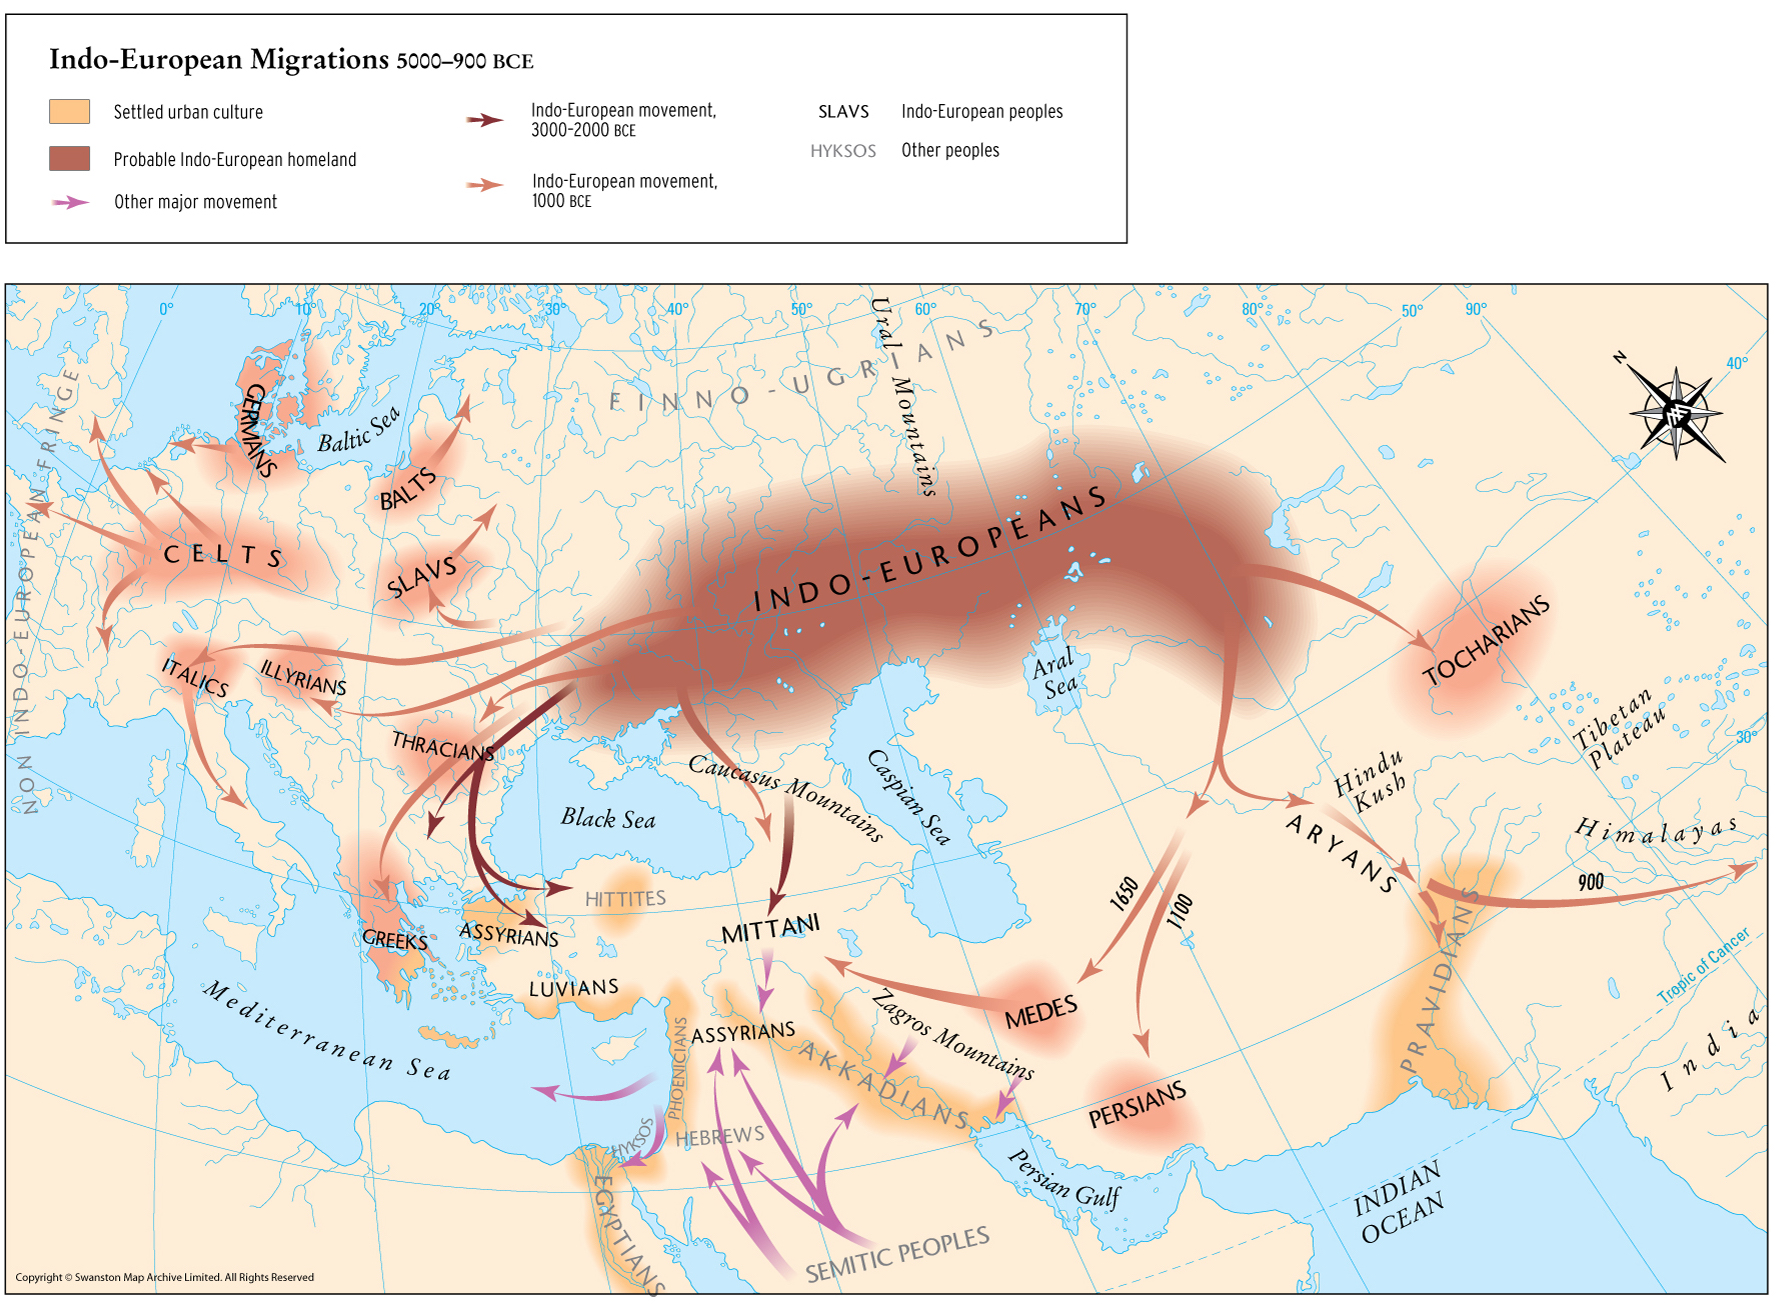 Indo-European Migrations 5000–900 BCE
Settled urban culture
Probable Indo-European homeland
Other major movement
Indo-European movement,
3000–2000 BCE
Indo-European movement,
1000 BCE
SLAVS
Indo-European peoples
HYKSOS
Other peoples
0°
10°
20°
30°
40°
50°
60°
70°
80°
50°
90°
40°
30°
N
Ural Mountains
FINNO-UGRIANS
NON INDO-EUROPEAN FRINGE
GERMANS
Baltic Sea
BALTS
CELTS
SLAVS
INDO-EUROPEANS
ITALICS
ILLYRIANS
THRACIANS
TOCHARIANS
Aral
Sea
Tibetan
Plateau
Hindu
Kush
Caucasus Mountains
Caspian Sea
Black Sea
Himalayas
ARYANS
900
1650
1100
HITTITES
MITTANI
GREEKS
ASSYRIANS
LUVIANS
Mediterranean Sea
PHOENICIANS
ASSYRIANS
AKKADIANS
Zagros Mountains
MEDES
PERSIANS
PRAVIDIANS
Tropic of Cancer
India
HYKSOS
HEBREWS
EGYPTIANS
SEMITIC PEOPLES
Persian Gulf
INDIAN
OCEAN
Copyright © Swanston Map Archive Limited. All Rights Reserved